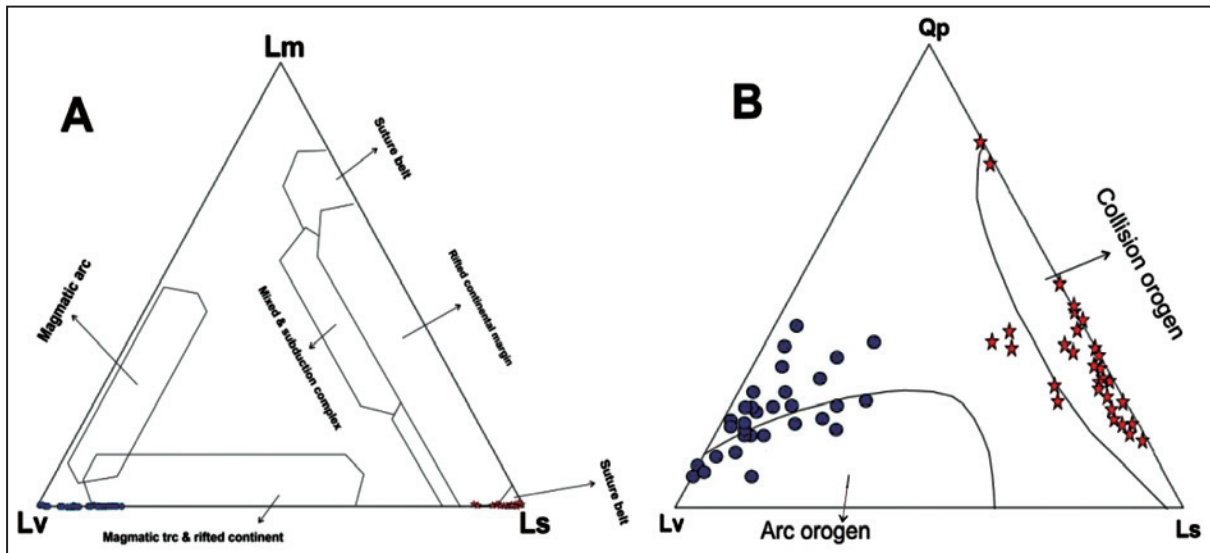 A
Lm
Suture belt
Magmatic arc
Mixed & subduction complex
Rifted continental margin
Suture belt
Lv
Ls
Magmatic trc & rifted continent
B
Qp
Collision orogen
Lv
Ls
Arc orogen